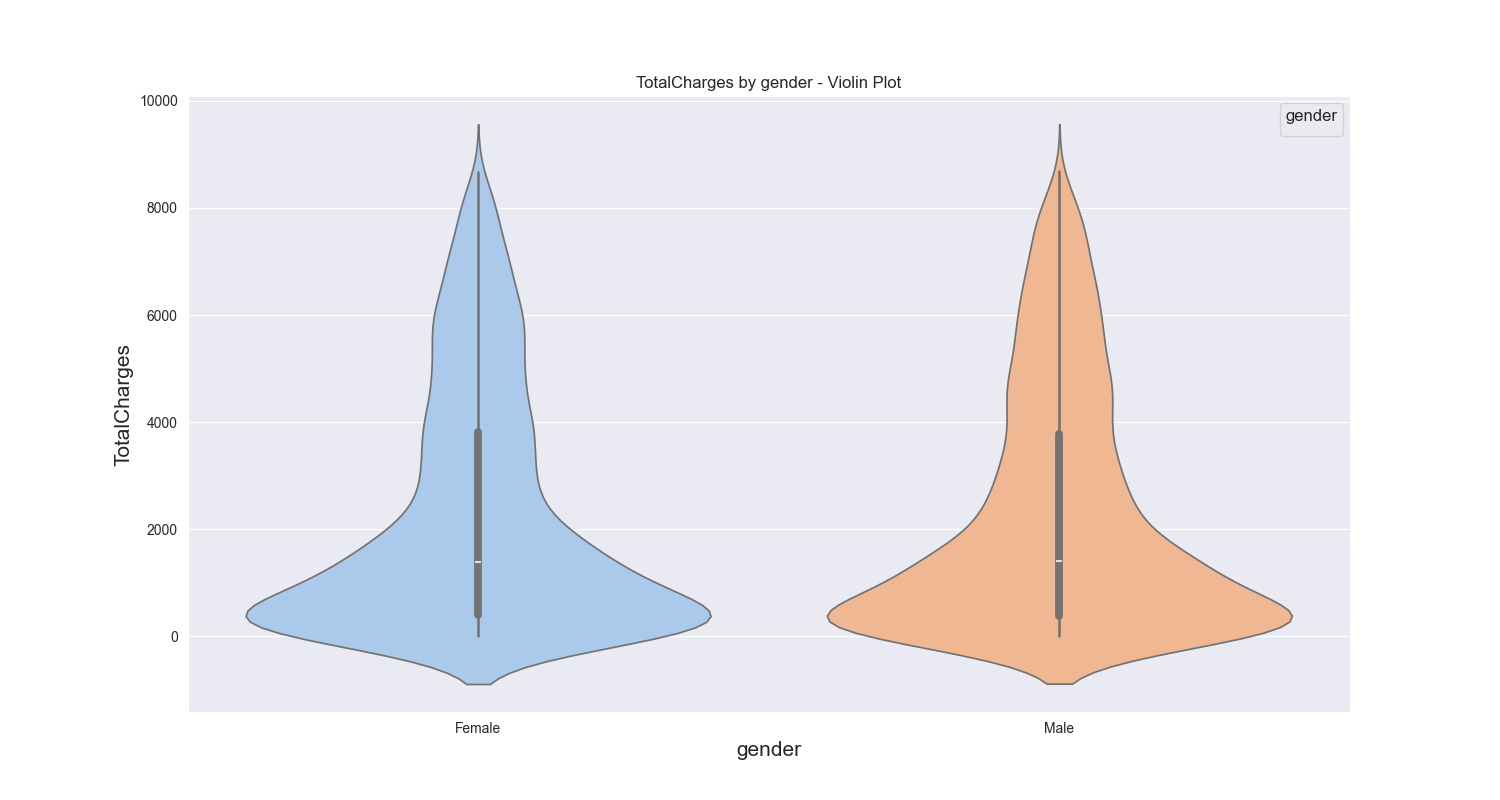 TotalCharges by gender - Violin Plot
10000
gender
8000
6000
TotalCharges
4000
2000
0
Female
Male
gender